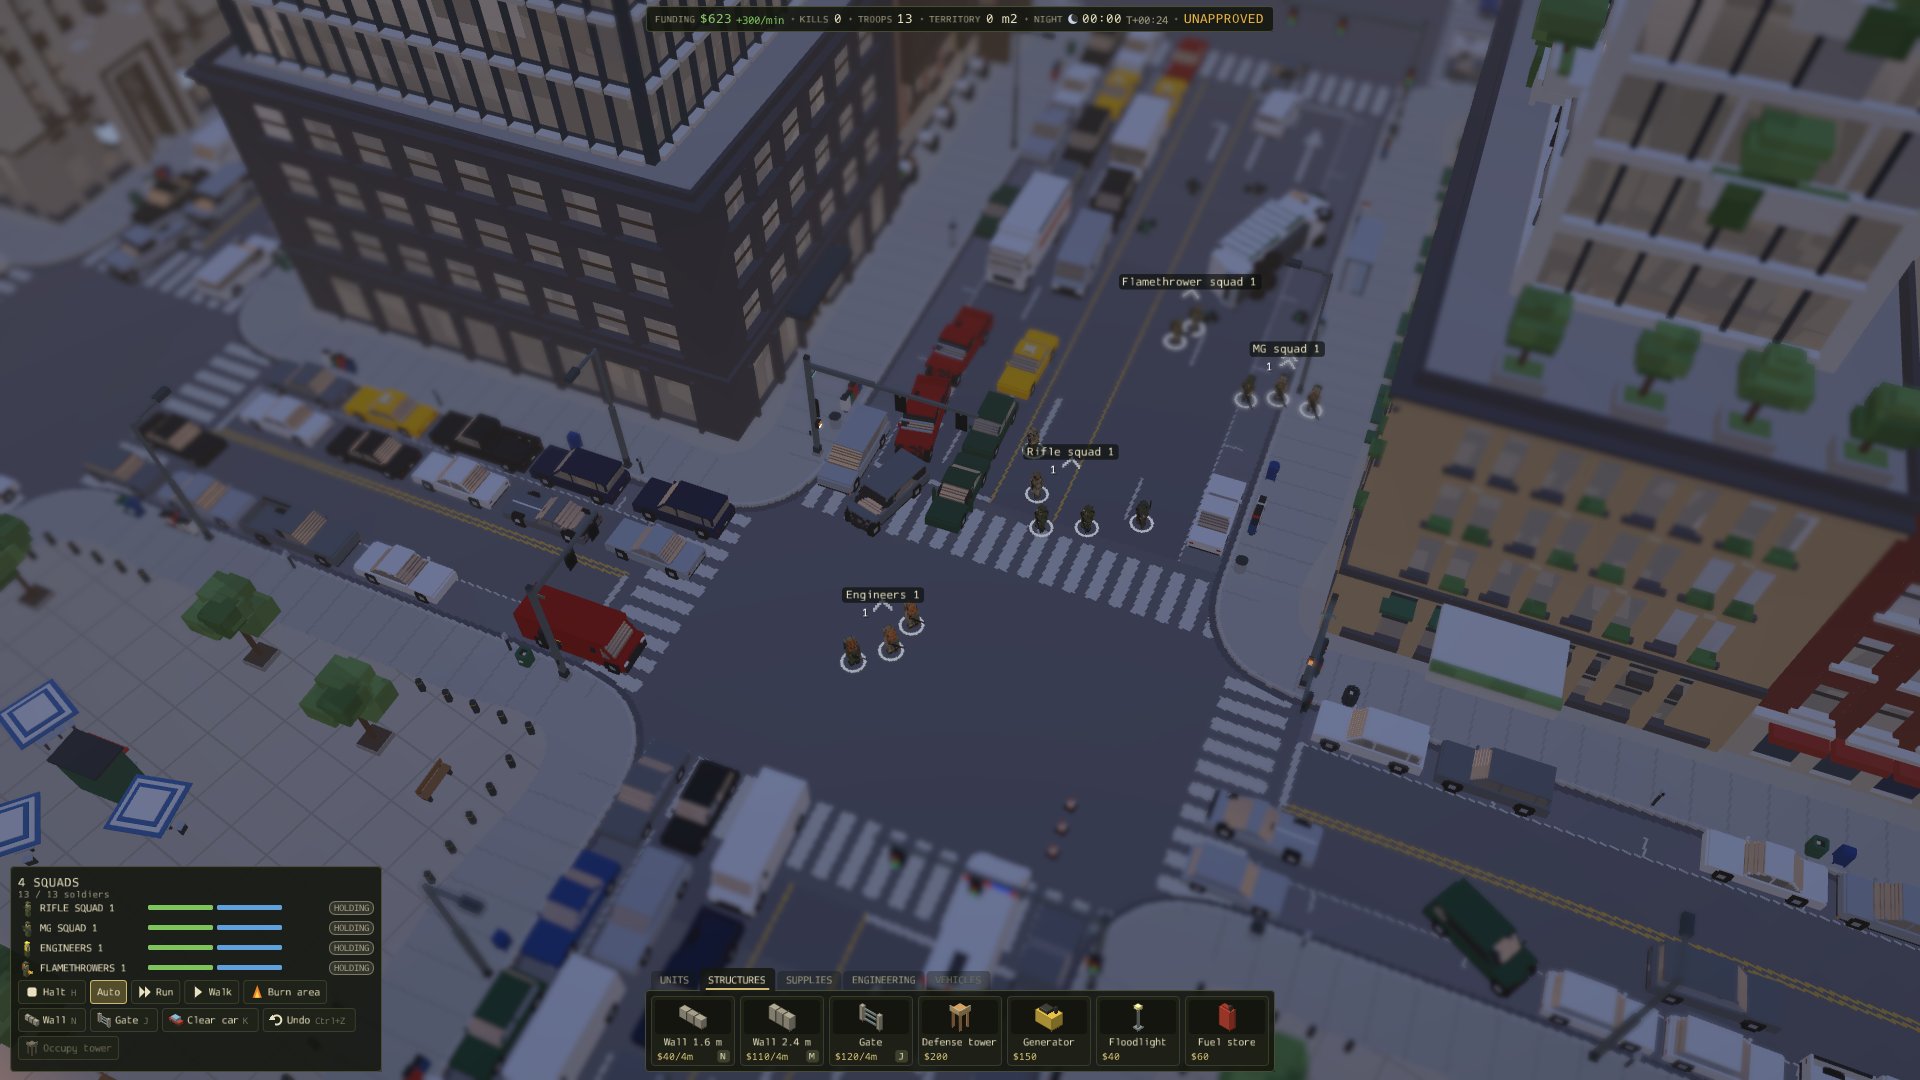 FUNDING $623 +300/min · KILLS 0 · TROOPS 13 · TERRITORY 0 m2 · NIGHT 00:00 T+00:24 · UNAPPROVED
Flamethrower squad 1
MG squad 1
1
Rifle squad 1
1
Engineers 1
1
4 SQUADS
13 / 13 soldiers
RIFLE SQUAD 1 HOLDING
MG SQUAD 1 HOLDING
ENGINEERS 1 HOLDING
FLAMETHROWERS 1 HOLDING
Halt H Auto Run Walk Burn area
Wall N Gate J Clear car K Undo Ctrl+Z
Occupy tower
UNITS STRUCTURES SUPPLIES ENGINEERING VEHICLES
Wall 1.6 m Wall 2.4 m Gate Defense tower Generator Floodlight Fuel store
$40/4m N $110/4m M $120/4m J $200 $150 $40 $60